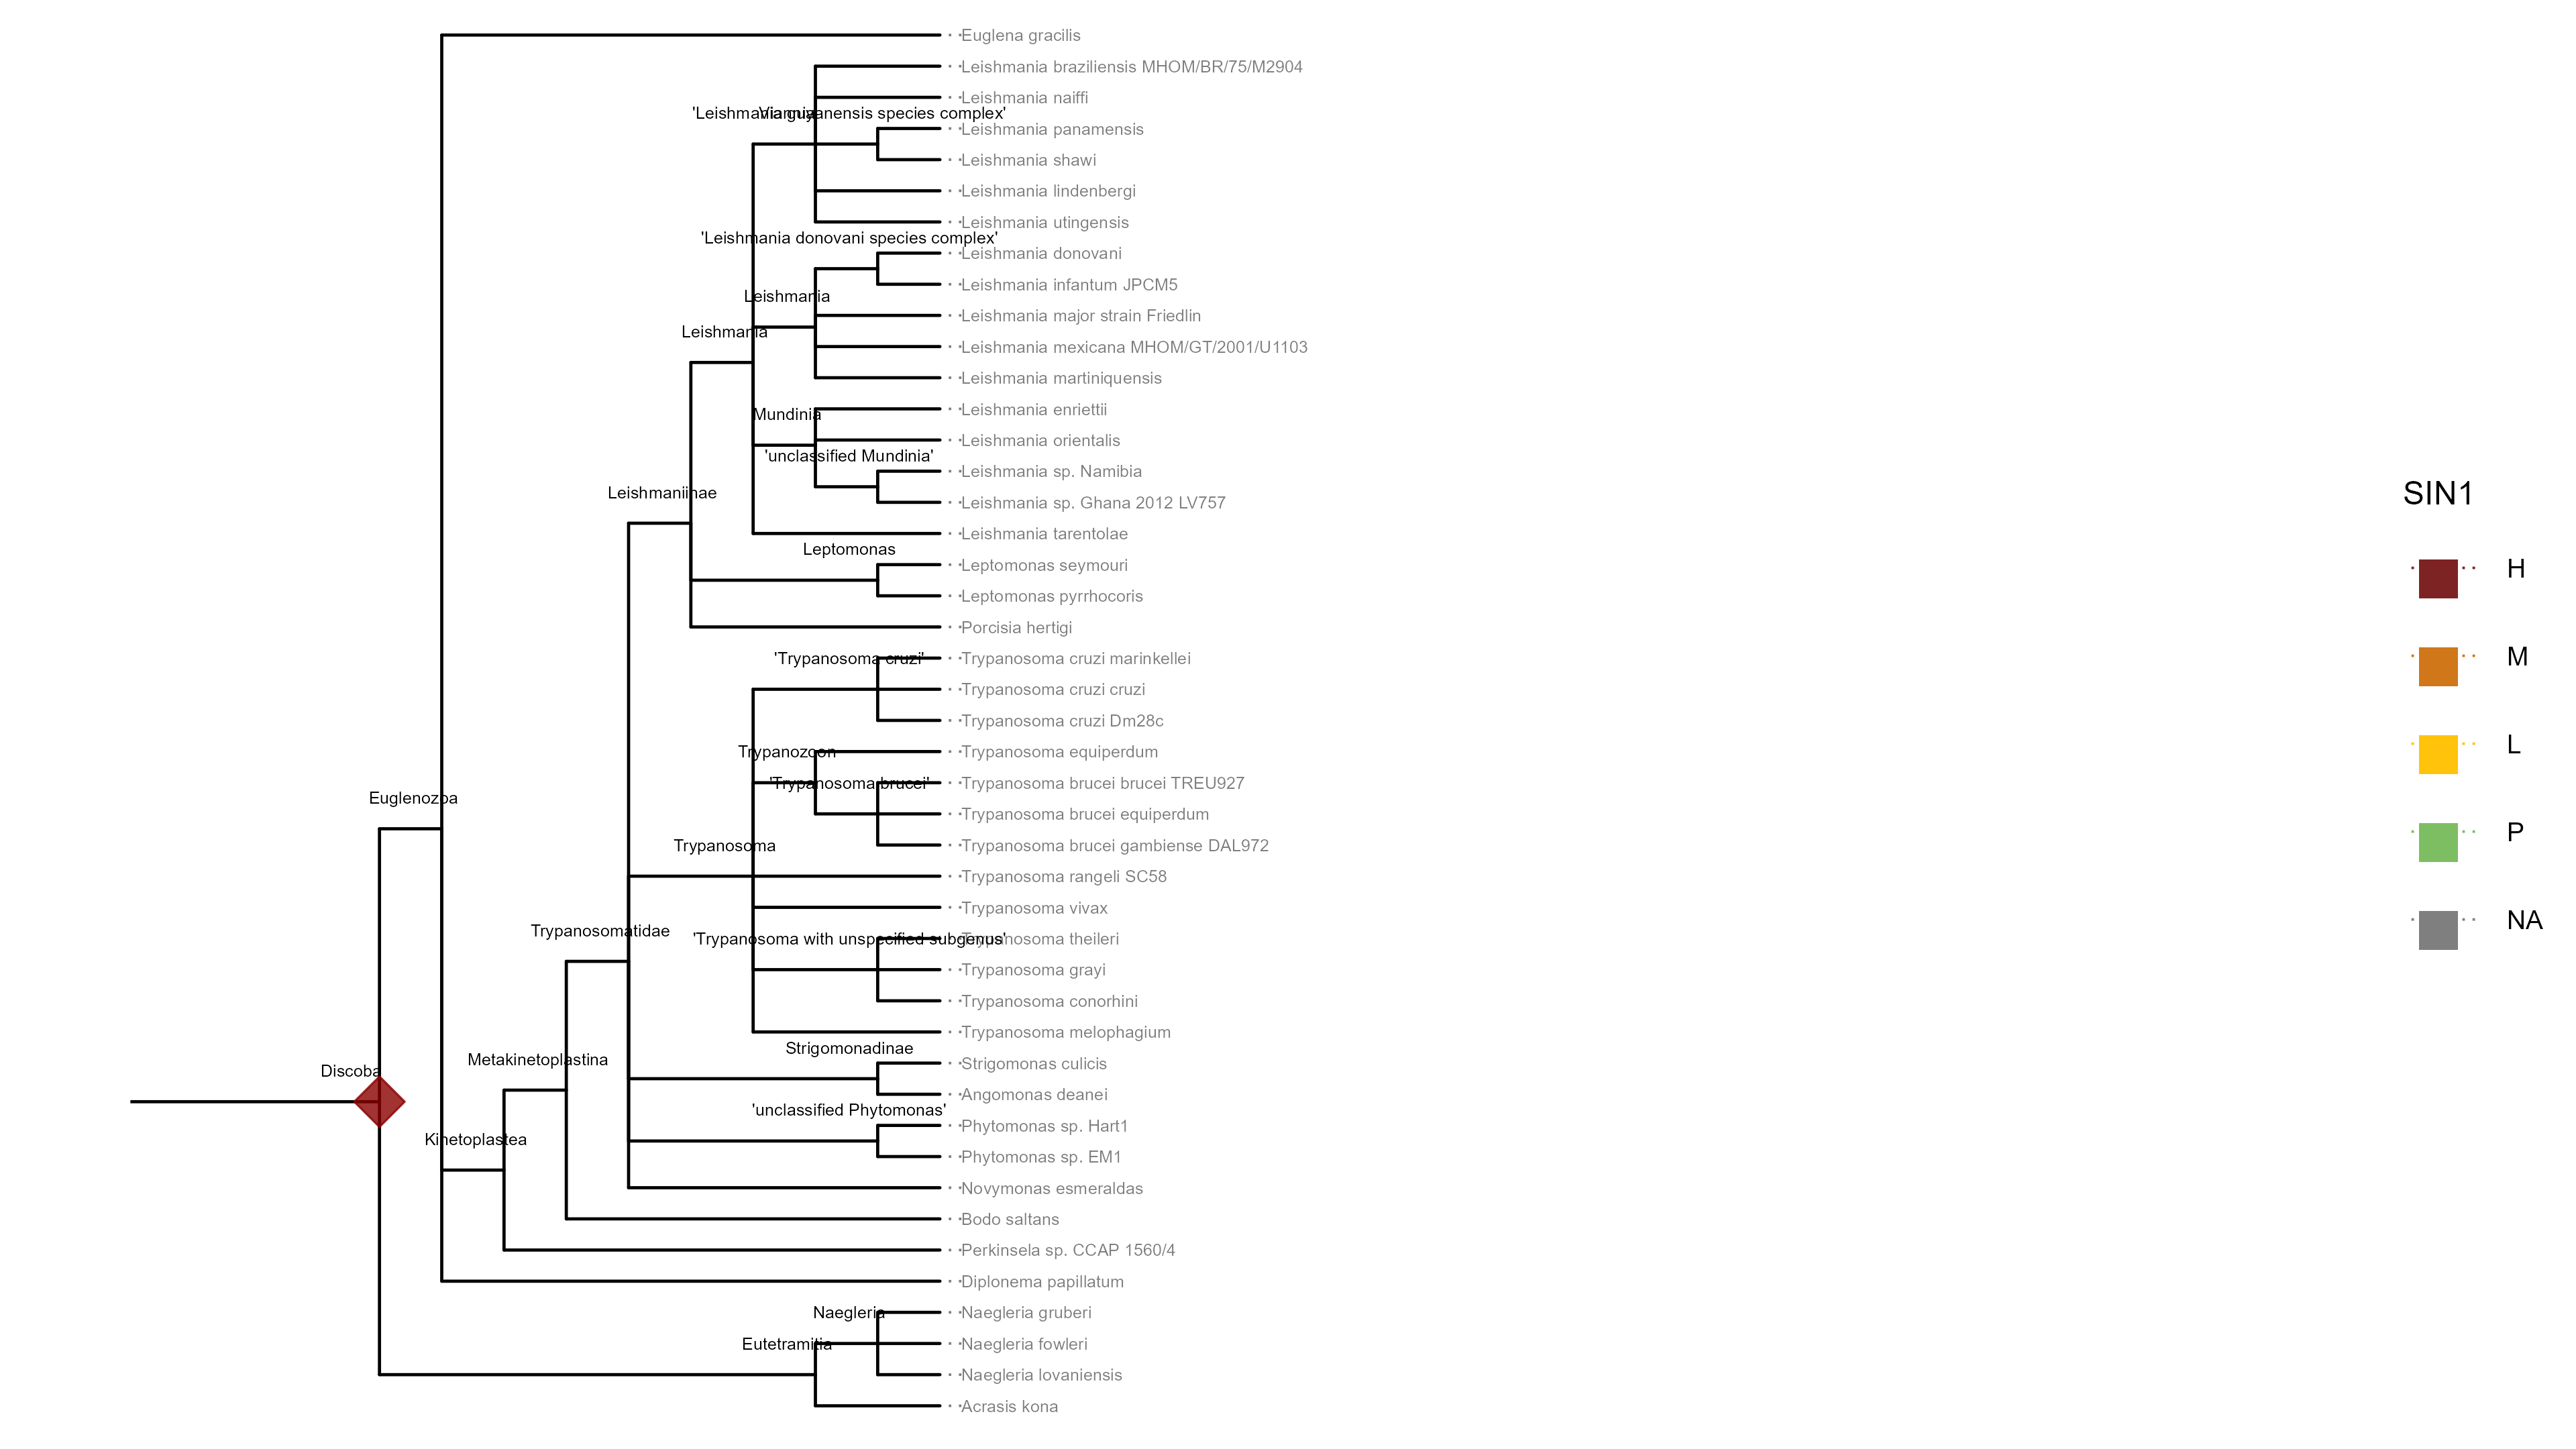 Euglena gracilis
Leishmania braziliensis MHOM/BR/75/M2904
Leishmania naiffi
'Leishmania guyanensis species complex'
Viannia
Leishmania panamensis
Leishmania shawi
Leishmania lindenbergi
Leishmania utingensis
'Leishmania donovani species complex'
Leishmania donovani
Leishmania infantum JPCM5
Leishmania
Leishmania major strain Friedlin
Leishmania
Leishmania mexicana MHOM/GT/2001/U1103
Leishmania martiniquensis
Leishmania enriettii
Mundinia
Leishmania orientalis
'unclassified Mundinia'
Leishmania sp. Namibia
Leishmaniinae
Leishmania sp. Ghana 2012 LV757
Leishmania tarentolae
Leptomonas
Leptomonas seymouri
Leptomonas pyrrhocoris
Porcisia hertigi
'Trypanosoma cruzi'
Trypanosoma cruzi marinkellei
Trypanosoma cruzi cruzi
Trypanosoma cruzi Dm28c
Trypanozoon
Trypanosoma equiperdum
'Trypanosoma brucei'
Trypanosoma brucei brucei TREU927
Euglenozoa
Trypanosoma brucei equiperdum
Trypanosoma
Trypanosoma brucei gambiense DAL972
Trypanosoma rangeli SC58
Trypanosoma vivax
Trypanosomatidae
'Trypanosoma with unspecified subgenus'
Trypanosoma theileri
Trypanosoma grayi
Trypanosoma conorhini
Trypanosoma melophagium
Strigomonadinae
Metakinetoplastina
Strigomonas culicis
Discoba
Angomonas deanei
'unclassified Phytomonas'
Phytomonas sp. Hart1
Kinetoplastea
Phytomonas sp. EM1
Novymonas esmeraldas
Bodo saltans
Perkinsela sp. CCAP 1560/4
Diplonema papillatum
Naegleria
Naegleria gruberi
Eutetramitia
Naegleria fowleri
Naegleria lovaniensis
Acrasis kona
SIN1
H
M
L
P
NA